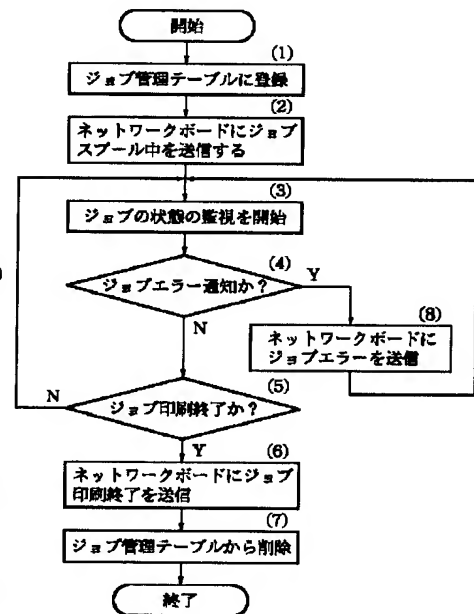 開始
(1)
ジョブ管理テーブルに登録
(2)
ネットワークボードにジョブ
スプール中を送信する
(3)
ジョブの状態の監視を開始
(4)
ジョブエラー通知か？
Y
N
(8)
ネットワークボードに
ジョブエラーを送信
(5)
N
ジョブ印刷終了か？
Y
(6)
ネットワークボードにジョブ
印刷終了を送信
(7)
ジョブ管理テーブルから削除
終了